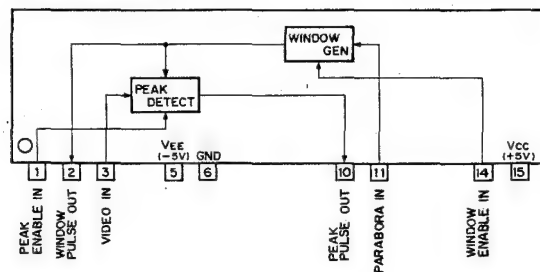 WINDOW
GEN
PEAK
DETECT
VEE
(-5V)
GND
VCC
(+5V)
1
2
3
5
6
10
11
14
15
PEAK
ENABLE IN
WINDOW
PULSE OUT
VIDEO IN
PEAK
PULSE OUT
PARABORA IN
WINDOW
ENABLE IN